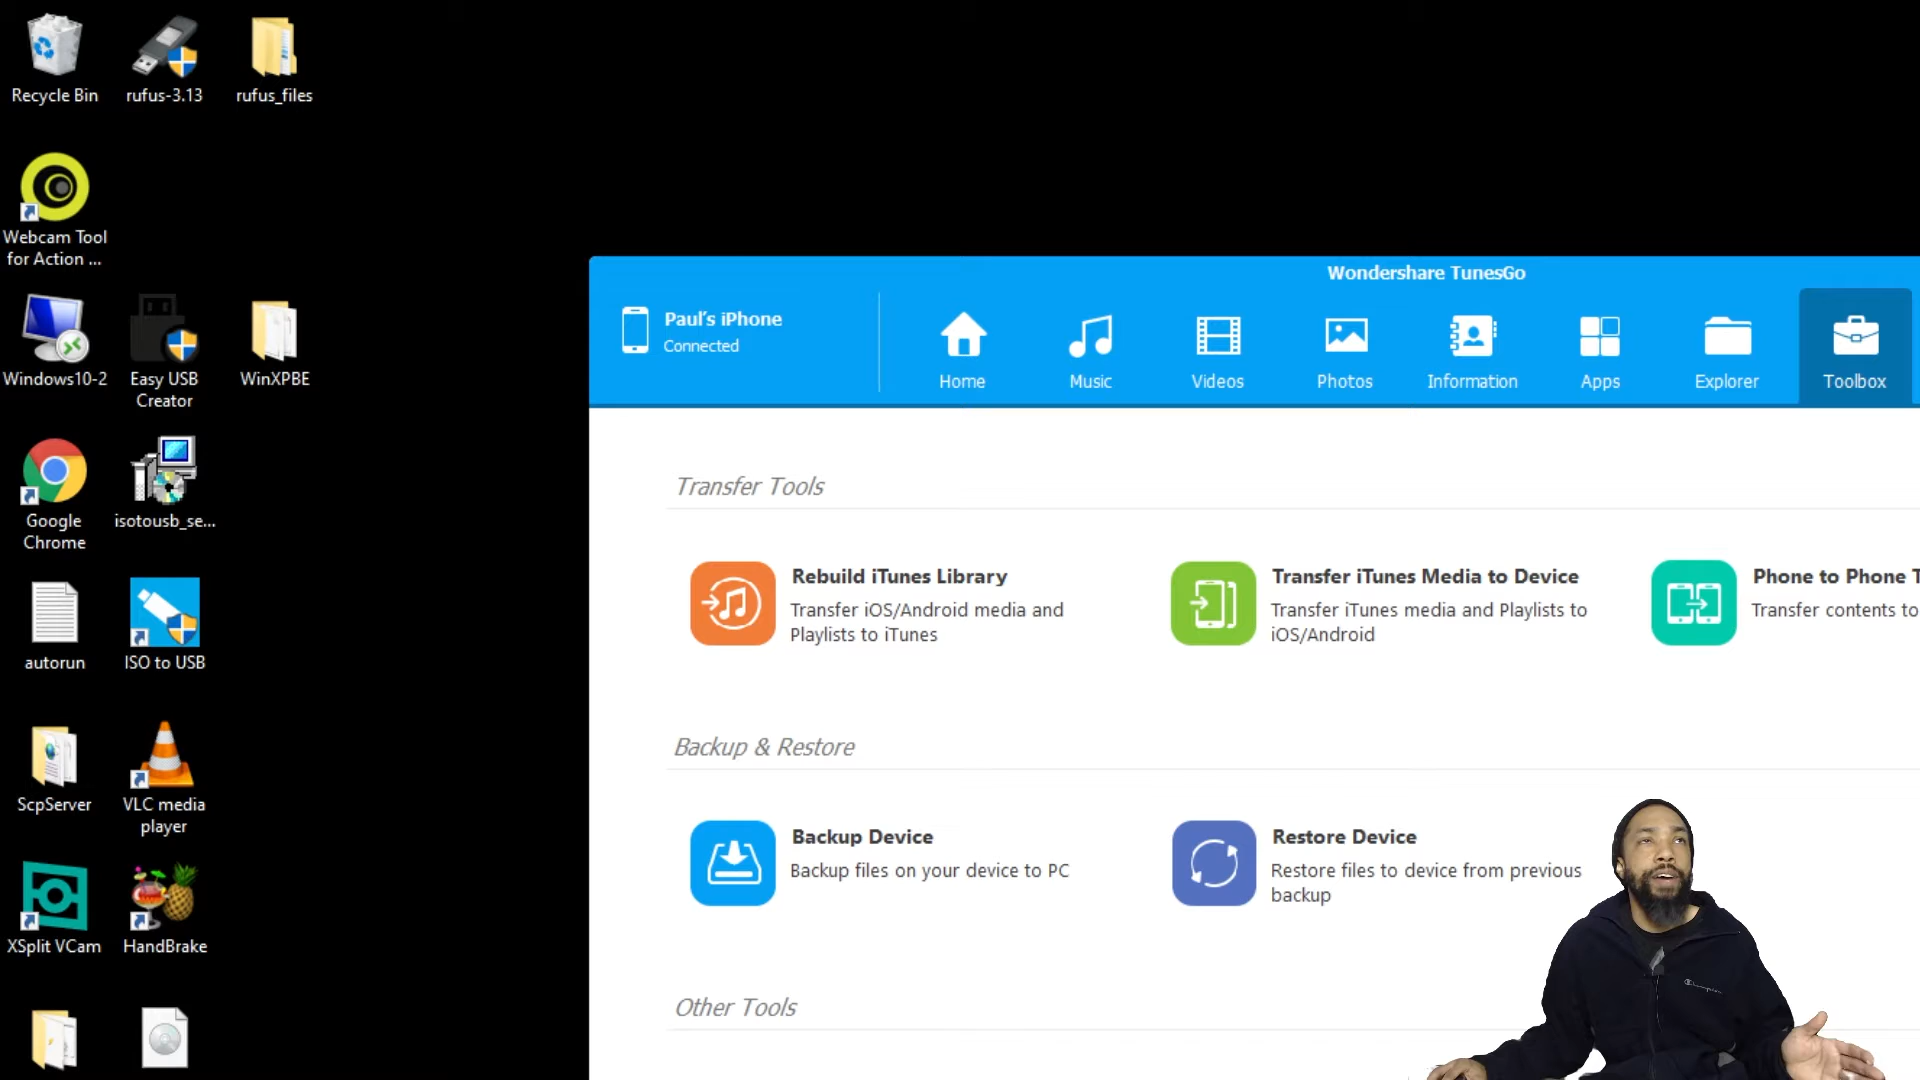 Recycle Bin
rufus-3.13
rufus_files
Webcam Tool
for Action ...
Windows10-2
Easy USB
Creator
WinXPBE
Google
Chrome
isotousb_se...
autorun
ISO to USB
ScpServer
VLC media
player
XSplit VCam
HandBrake
Wondershare TunesGo
Paul's iPhone
Connected
Home
Music
Videos
Photos
Information
Apps
Explorer
Toolbox
Transfer Tools
Rebuild iTunes Library
Transfer iOS/Android media and
Playlists to iTunes
Transfer iTunes Media to Device
Transfer iTunes media and Playlists to
iOS/Android
Phone to Phone T
Transfer contents to
Backup & Restore
Backup Device
Backup files on your device to PC
Restore Device
Restore files to device from previous
backup
Other Tools
Champion